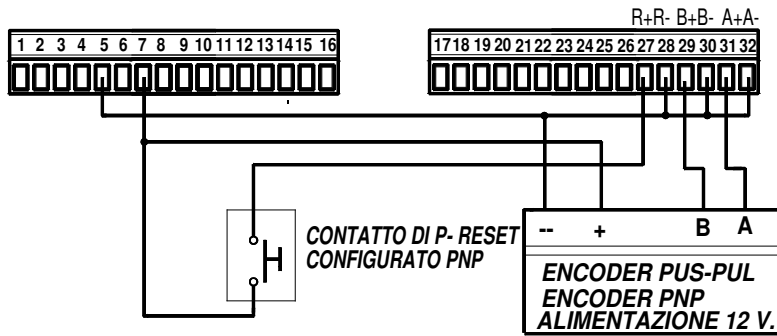 R+R- B+B- A+A-
1 2 3 4 5 6 7 8 9 10 11 12 13 14 15 16
17 18 19 20 21 22 23 24 25 26 27 28 29 30 31 32
CONTATTO DI P- RESET
CONFIGURATO PNP
-- + B A
ENCODER PUS-PUL
ENCODER PNP
ALIMENTAZIONE 12 V.